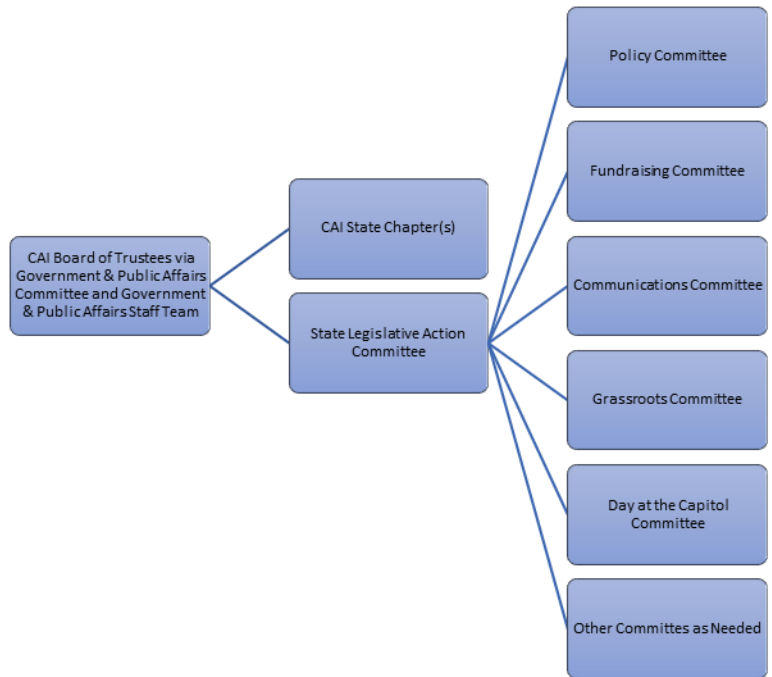 CAI Board of Trustees via
Government & Public Affairs
Committee and Government
& Public Affairs Staff Team
CAI State Chapter(s)
State Legislative Action
Committee
Policy Committee
Fundraising Committee
Communications Committee
Grassroots Committee
Day at the Capitol
Committee
Other Committes as Needed